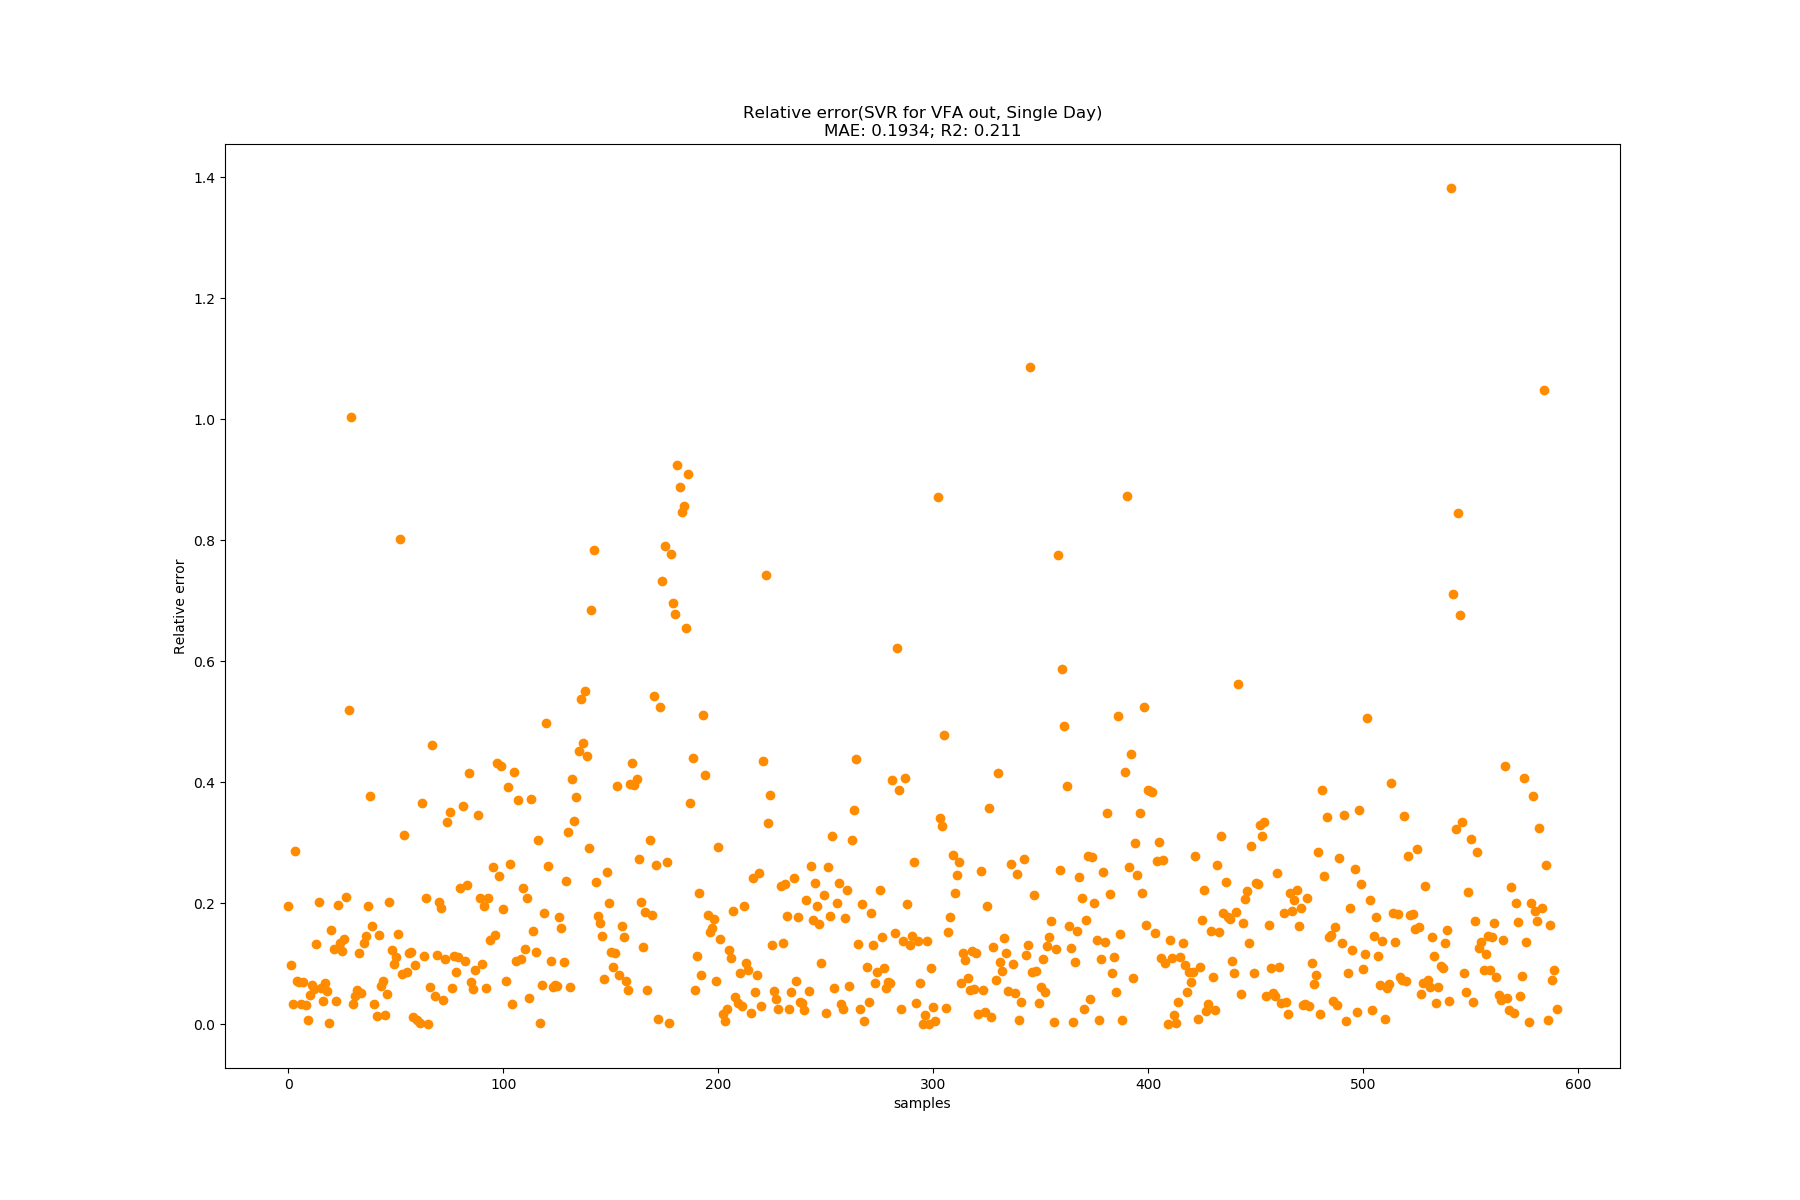 Relative error(SVR for VFA out, Single Day)
MAE: 0.1934; R2: 0.211
1.4
1.2
1.0
0.8
0.6
0.4
0.2
0.0
Relative error
0 100 200 300 400 500 600
samples